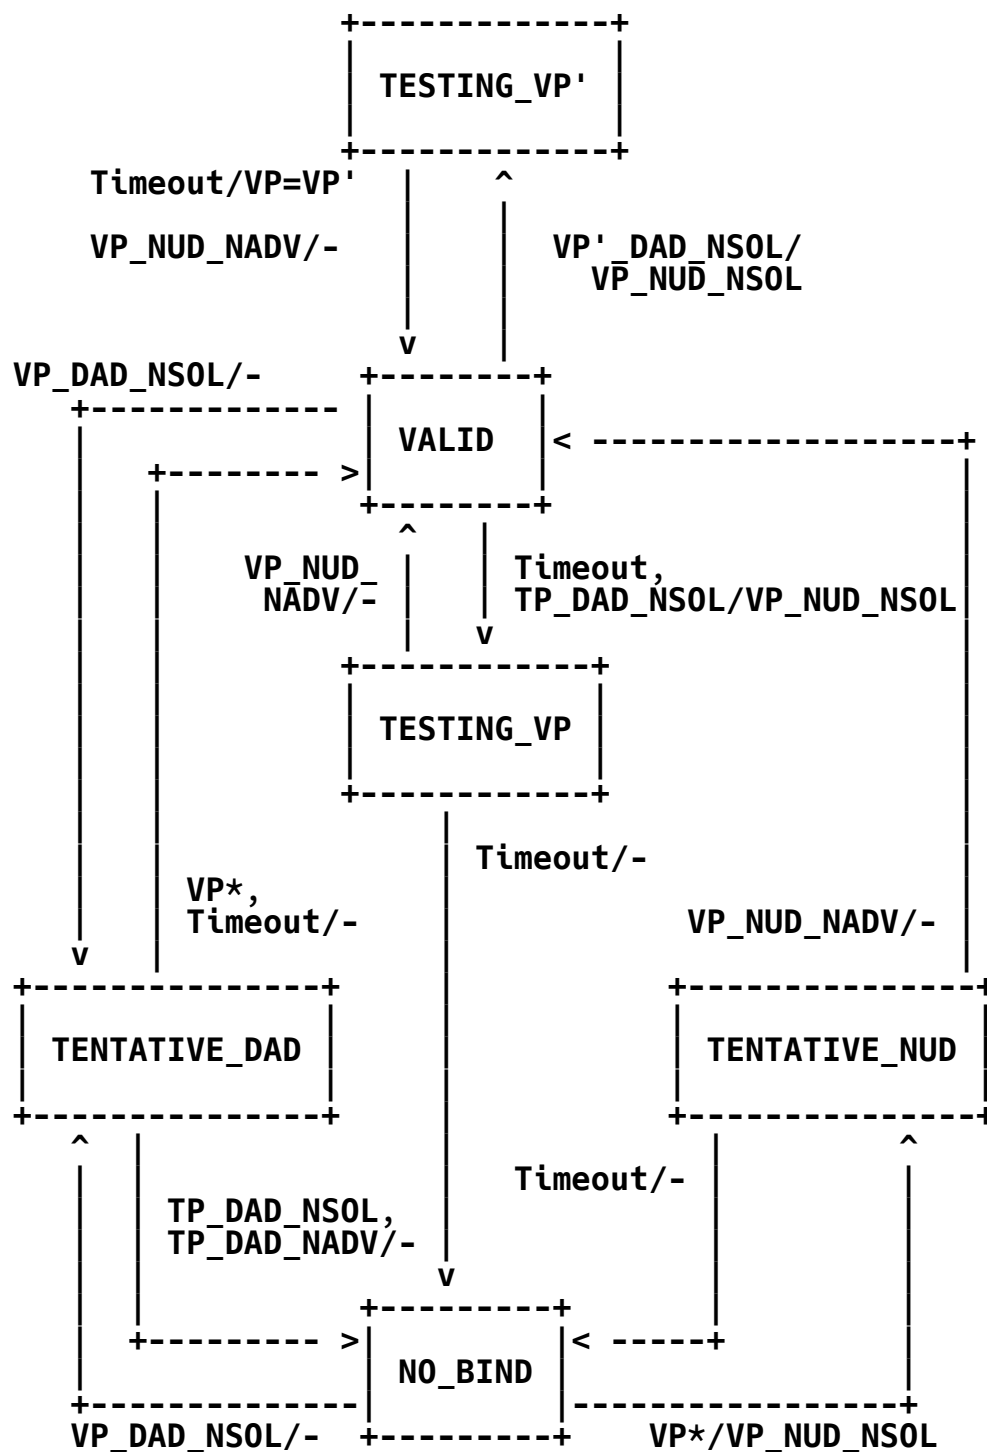 TESTING_VP'
Timeout/VP=VP'
VP_NUD_NADV/-
VP'_DAD_NSOL/
VP_NUD_NSOL
VP_DAD_NSOL/-
VALID
VP_NUD_
NADV/-
Timeout,
TP_DAD_NSOL/VP_NUD_NSOL
TESTING_VP
Timeout/-
VP*,
Timeout/-
VP_NUD_NADV/-
TENTATIVE_DAD
TENTATIVE_NUD
Timeout/-
TP_DAD_NSOL,
TP_DAD_NADV/-
NO_BIND
VP_DAD_NSOL/-
VP*/VP_NUD_NSOL